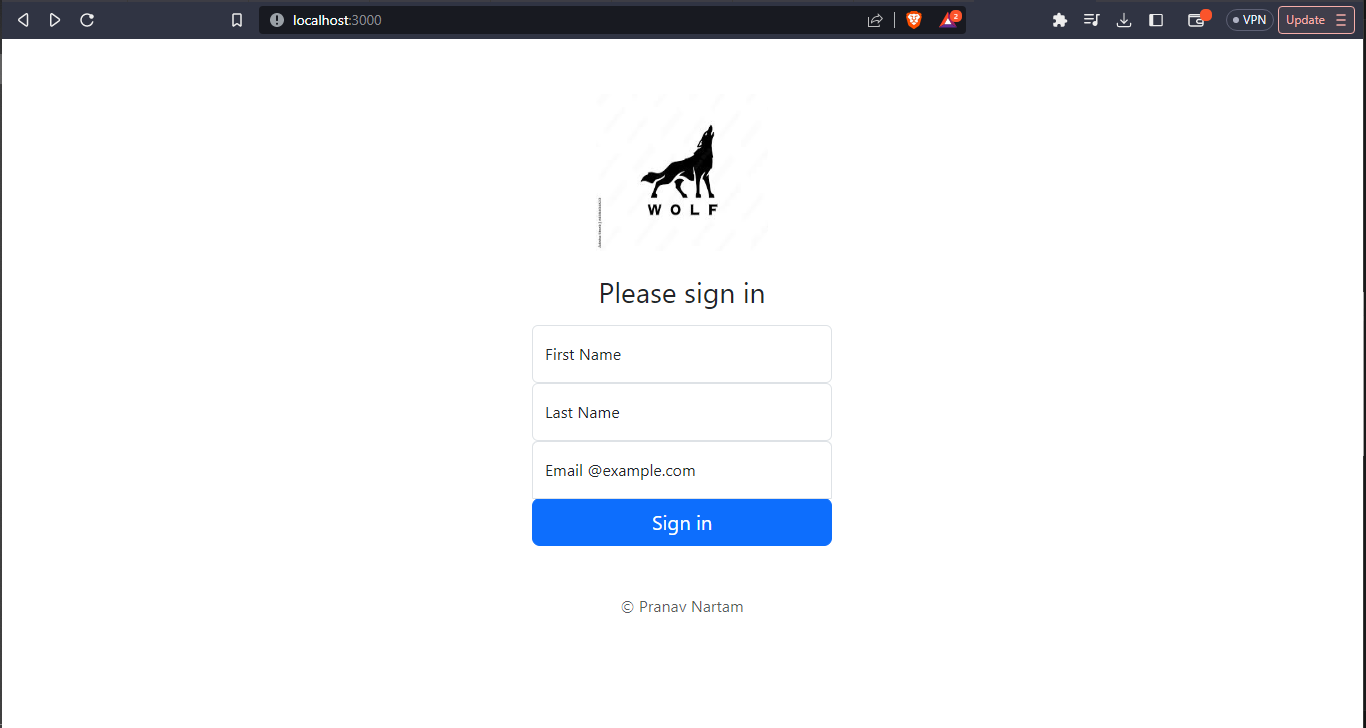 localhost:3000
2
VPN
Update
WOLF
Please sign in
First Name
Last Name
Email @example.com
Sign in
© Pranav Nartam